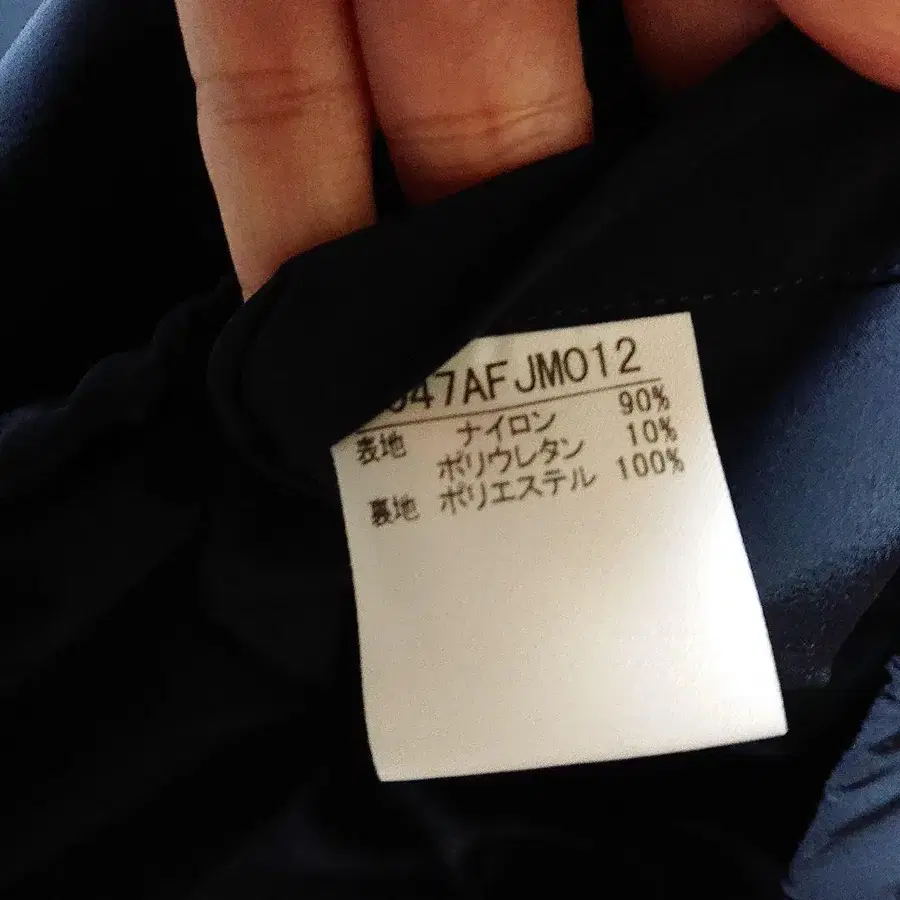 47AFJM012
表地 ナイロン 90%
ポリウレタン 10%
裏地 ポリエステル 100%